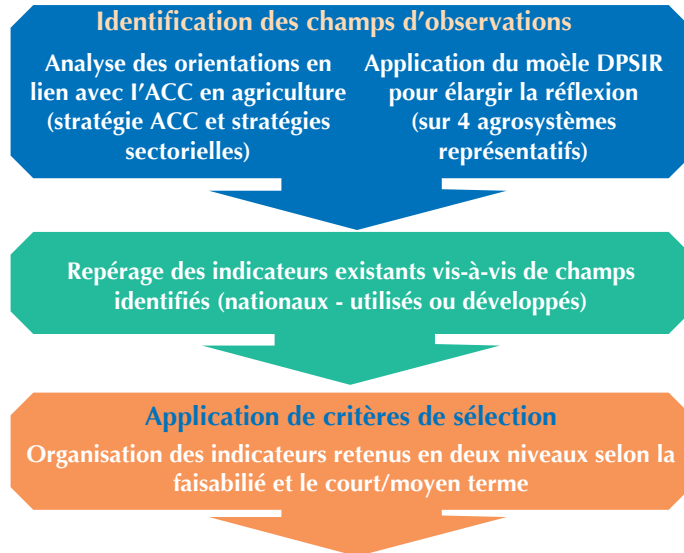 Identification des champs d'observations
Analyse des orientations en
lien avec l'ACC en agriculture
(stratégie ACC et stratégies
sectorielles)
Application du moèle DPSIR
pour élargir la réflexion
(sur 4 agrosystèmes
représentatifs)
Repérage des indicateurs existant vis-à-vis de champs
identifiés (nationaux - utilisés ou développés)
Application de critères de sélection
Organisation des indicateurs retenus en deux niveaux selon la
faisabilié et le court/moyen terme